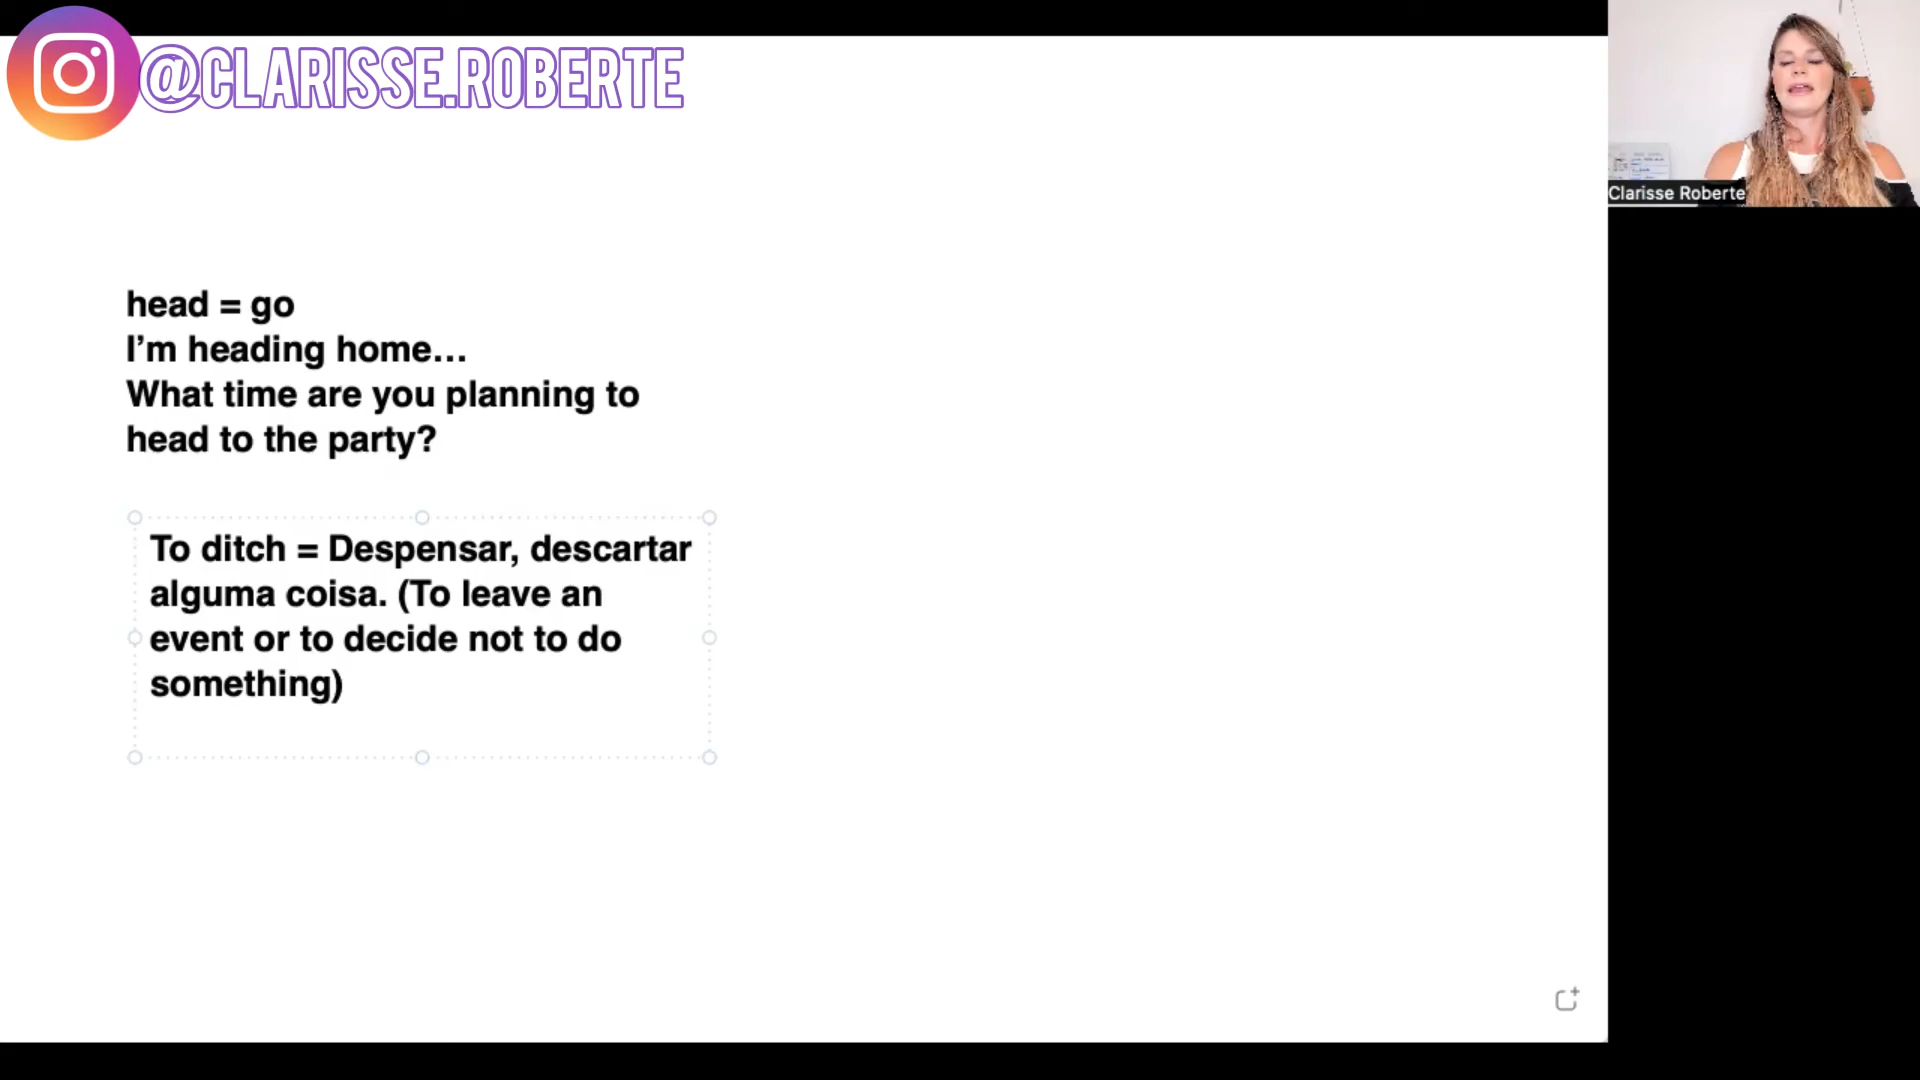 @CLARISSE.ROBERTE
Clarisse Roberte
head = go
I'm heading home...
What time are you planning to
head to the party?
To ditch = Despensar, descartar
alguma coisa. (To leave an
event or to decide not to do
something)